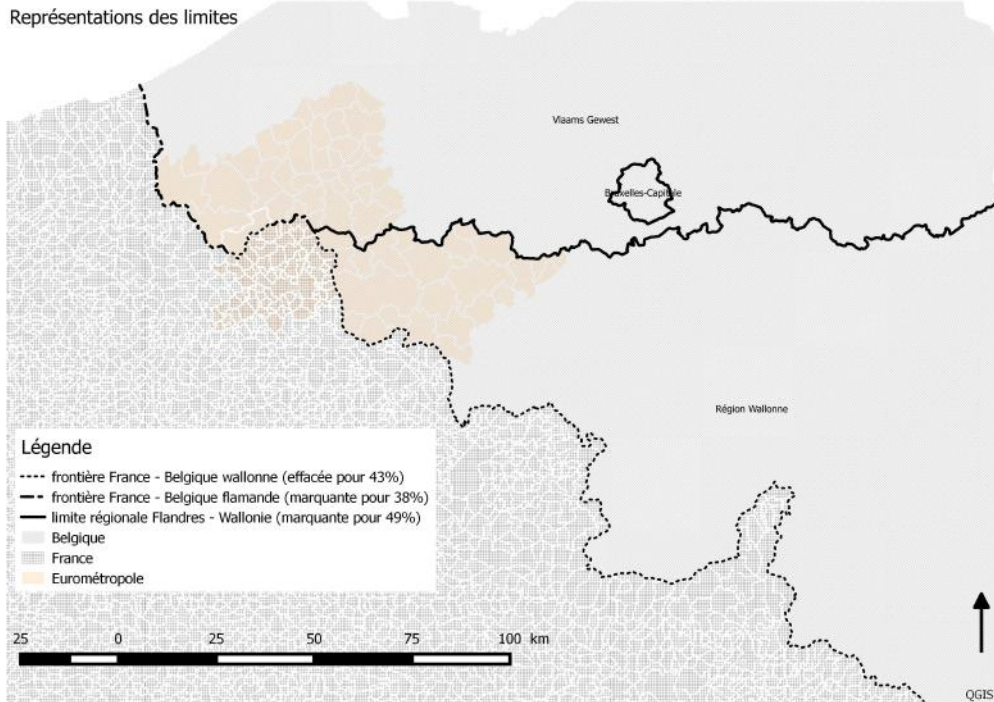 Représentations des limites
Vlaams Gewest
Bruxelles-Capitale
Région Wallonne
Légende
frontière France - Belgique wallonne (effacée pour 43%)
frontière France - Belgique flamande (marquante pour 38%)
limite régionale Flandres - Wallonie (marquante pour 49%)
Belgique
France
Eurométropole
25 0 25 50 75 100 km
QGIS